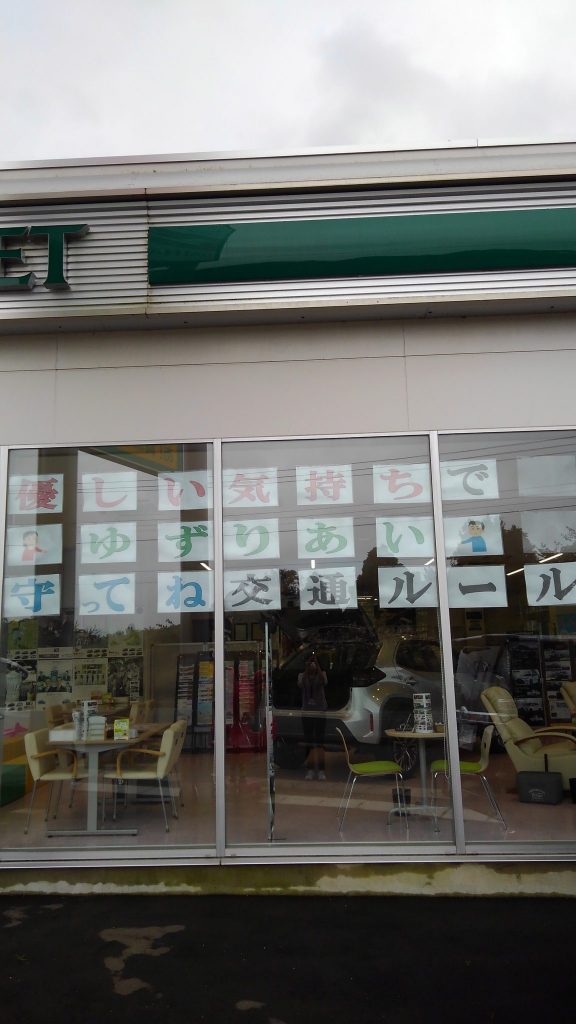 ET
優しい気持ちで
ゆずりあい
守ってね交通ルール